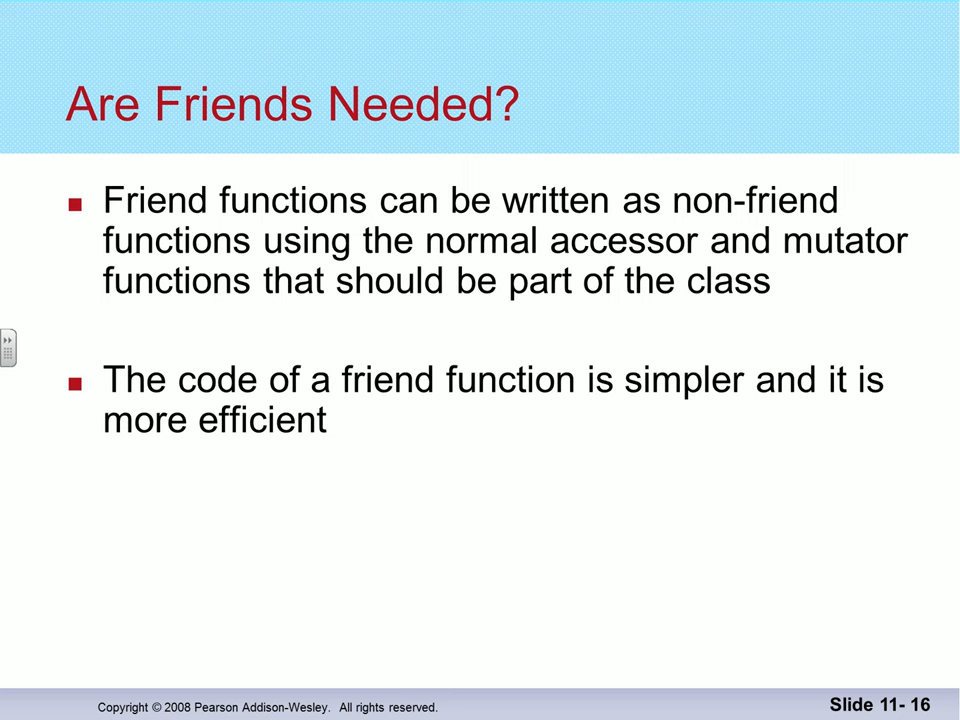 Are Friends Needed?
Friend functions can be written as non-friend
functions using the normal accessor and mutator
functions that should be part of the class
The code of a friend function is simpler and it is
more efficient
Copyright © 2008 Pearson Addison-Wesley. All rights reserved.
Slide 11- 16